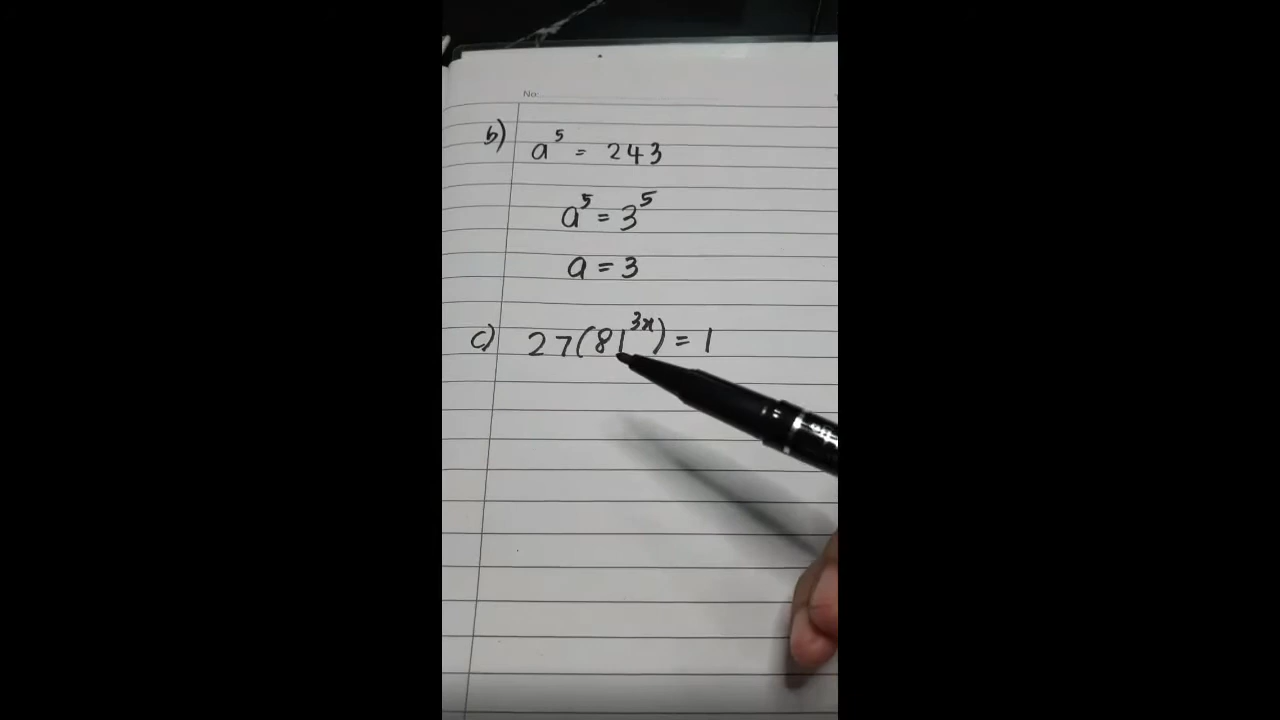 No
b) a⁵ = 243
a⁵ = 3⁵
a = 3
c) 27(81³ˣ) = 1